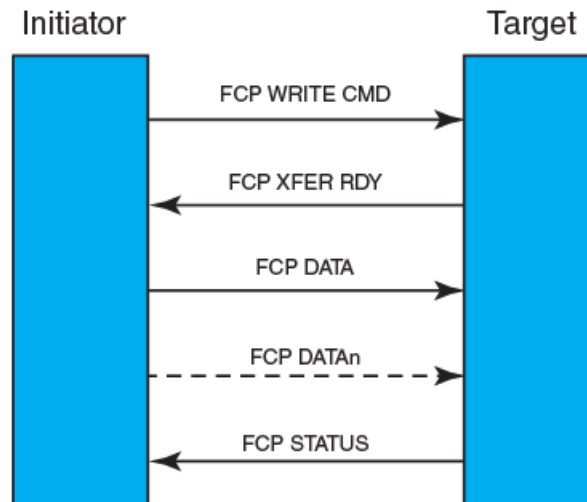 Initiator
Target
FCP WRITE CMD
FCP XFER RDY
FCP DATA
FCP DATAn
FCP STATUS